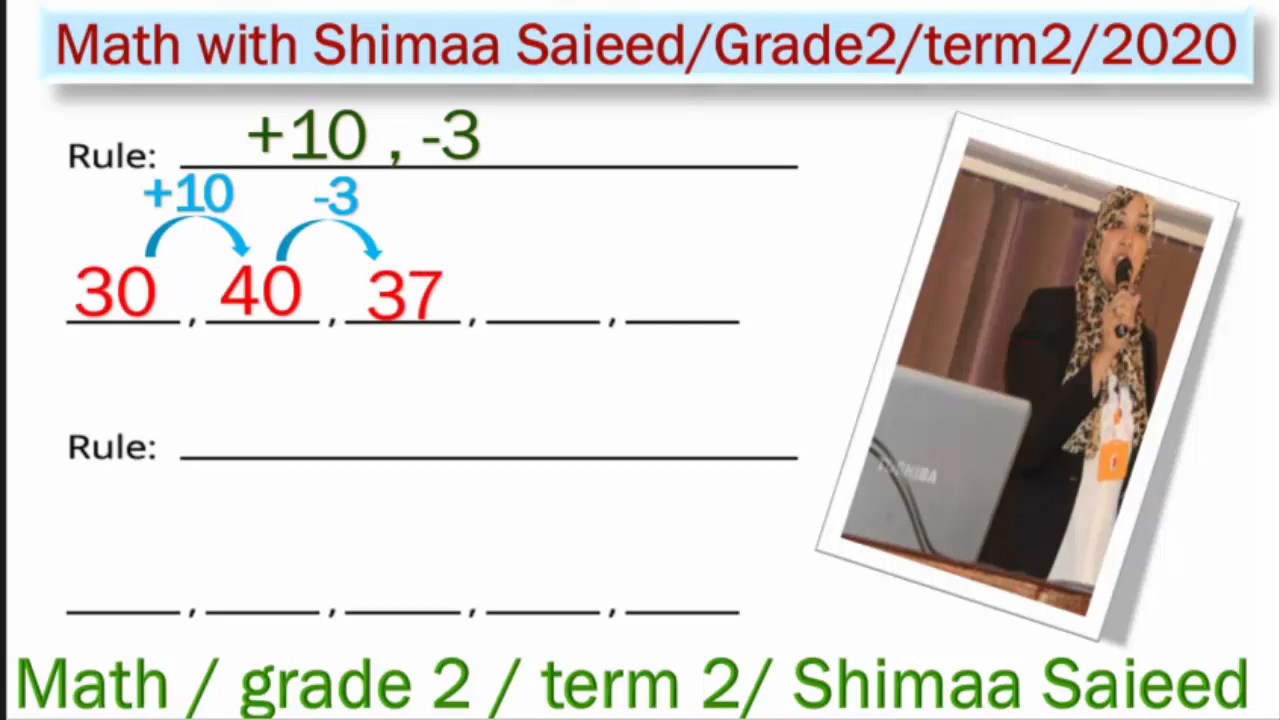 Math with Shimaa Saieed/Grade2/term2/2020
Rule: +10 , -3
+10 -3
30 , 40 , 37 , ,
TOSHIBA
Rule:
, , , ,
Math / grade 2 / term 2/ Shimaa Saieed